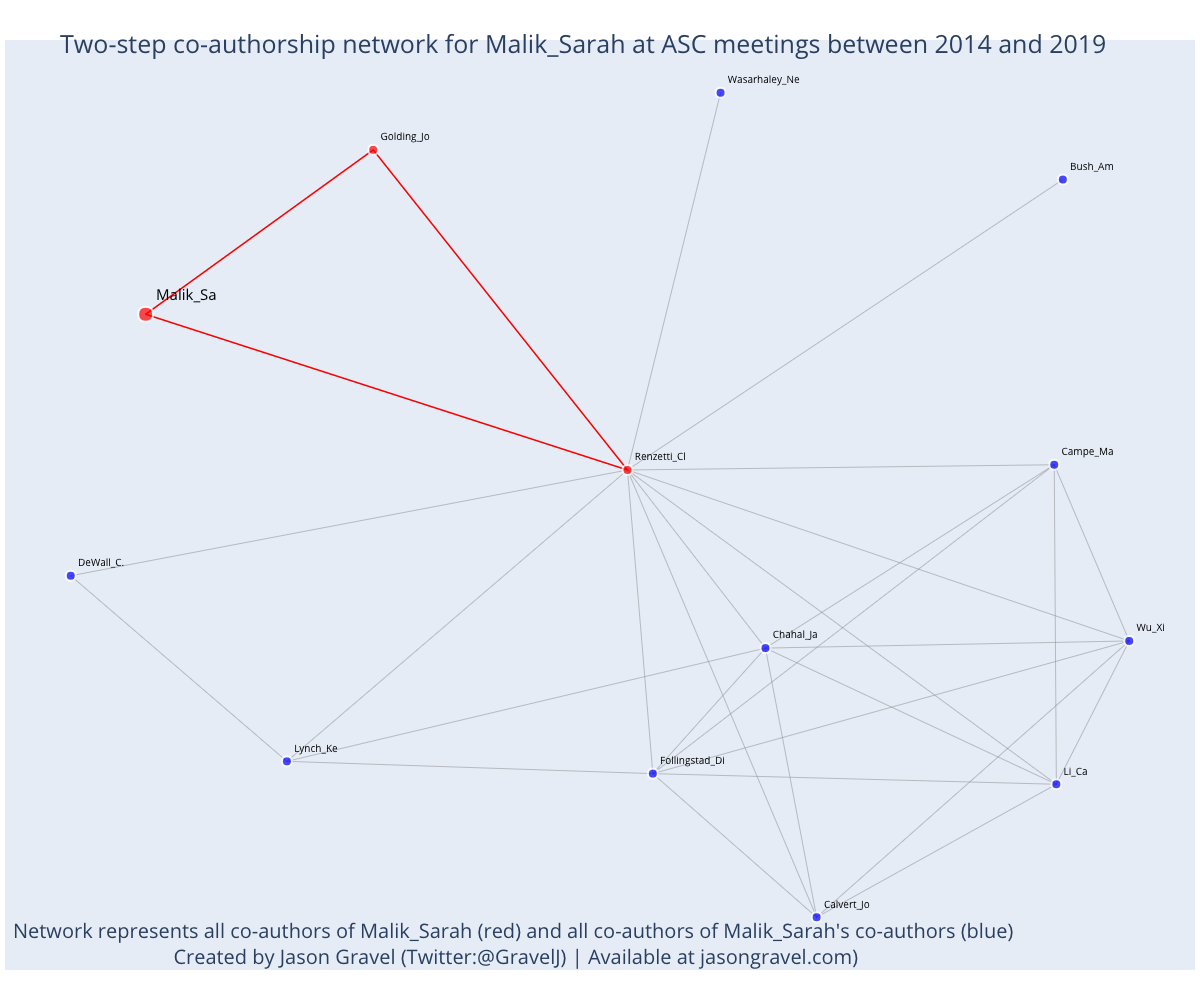 Two-step co-authorship network for Malik_Sarah at ASC meetings between 2014 and 2019
Wasarhaley_Ne
Golding_Jo
Bush_Am
Malik_Sa
Renzetti_Cl
Campe_Ma
DeWall_C.
Chahal_Ja
Wu_Xi
Lynch_Ke
Follingstad_Di
Li_Ca
Calvert_Jo
Network represents all co-authors of Malik_Sarah (red) and all co-authors of Malik_Sarah's co-authors (blue)
Created by Jason Gravel (Twitter:@GravelJ) | Available at jasongravel.com)